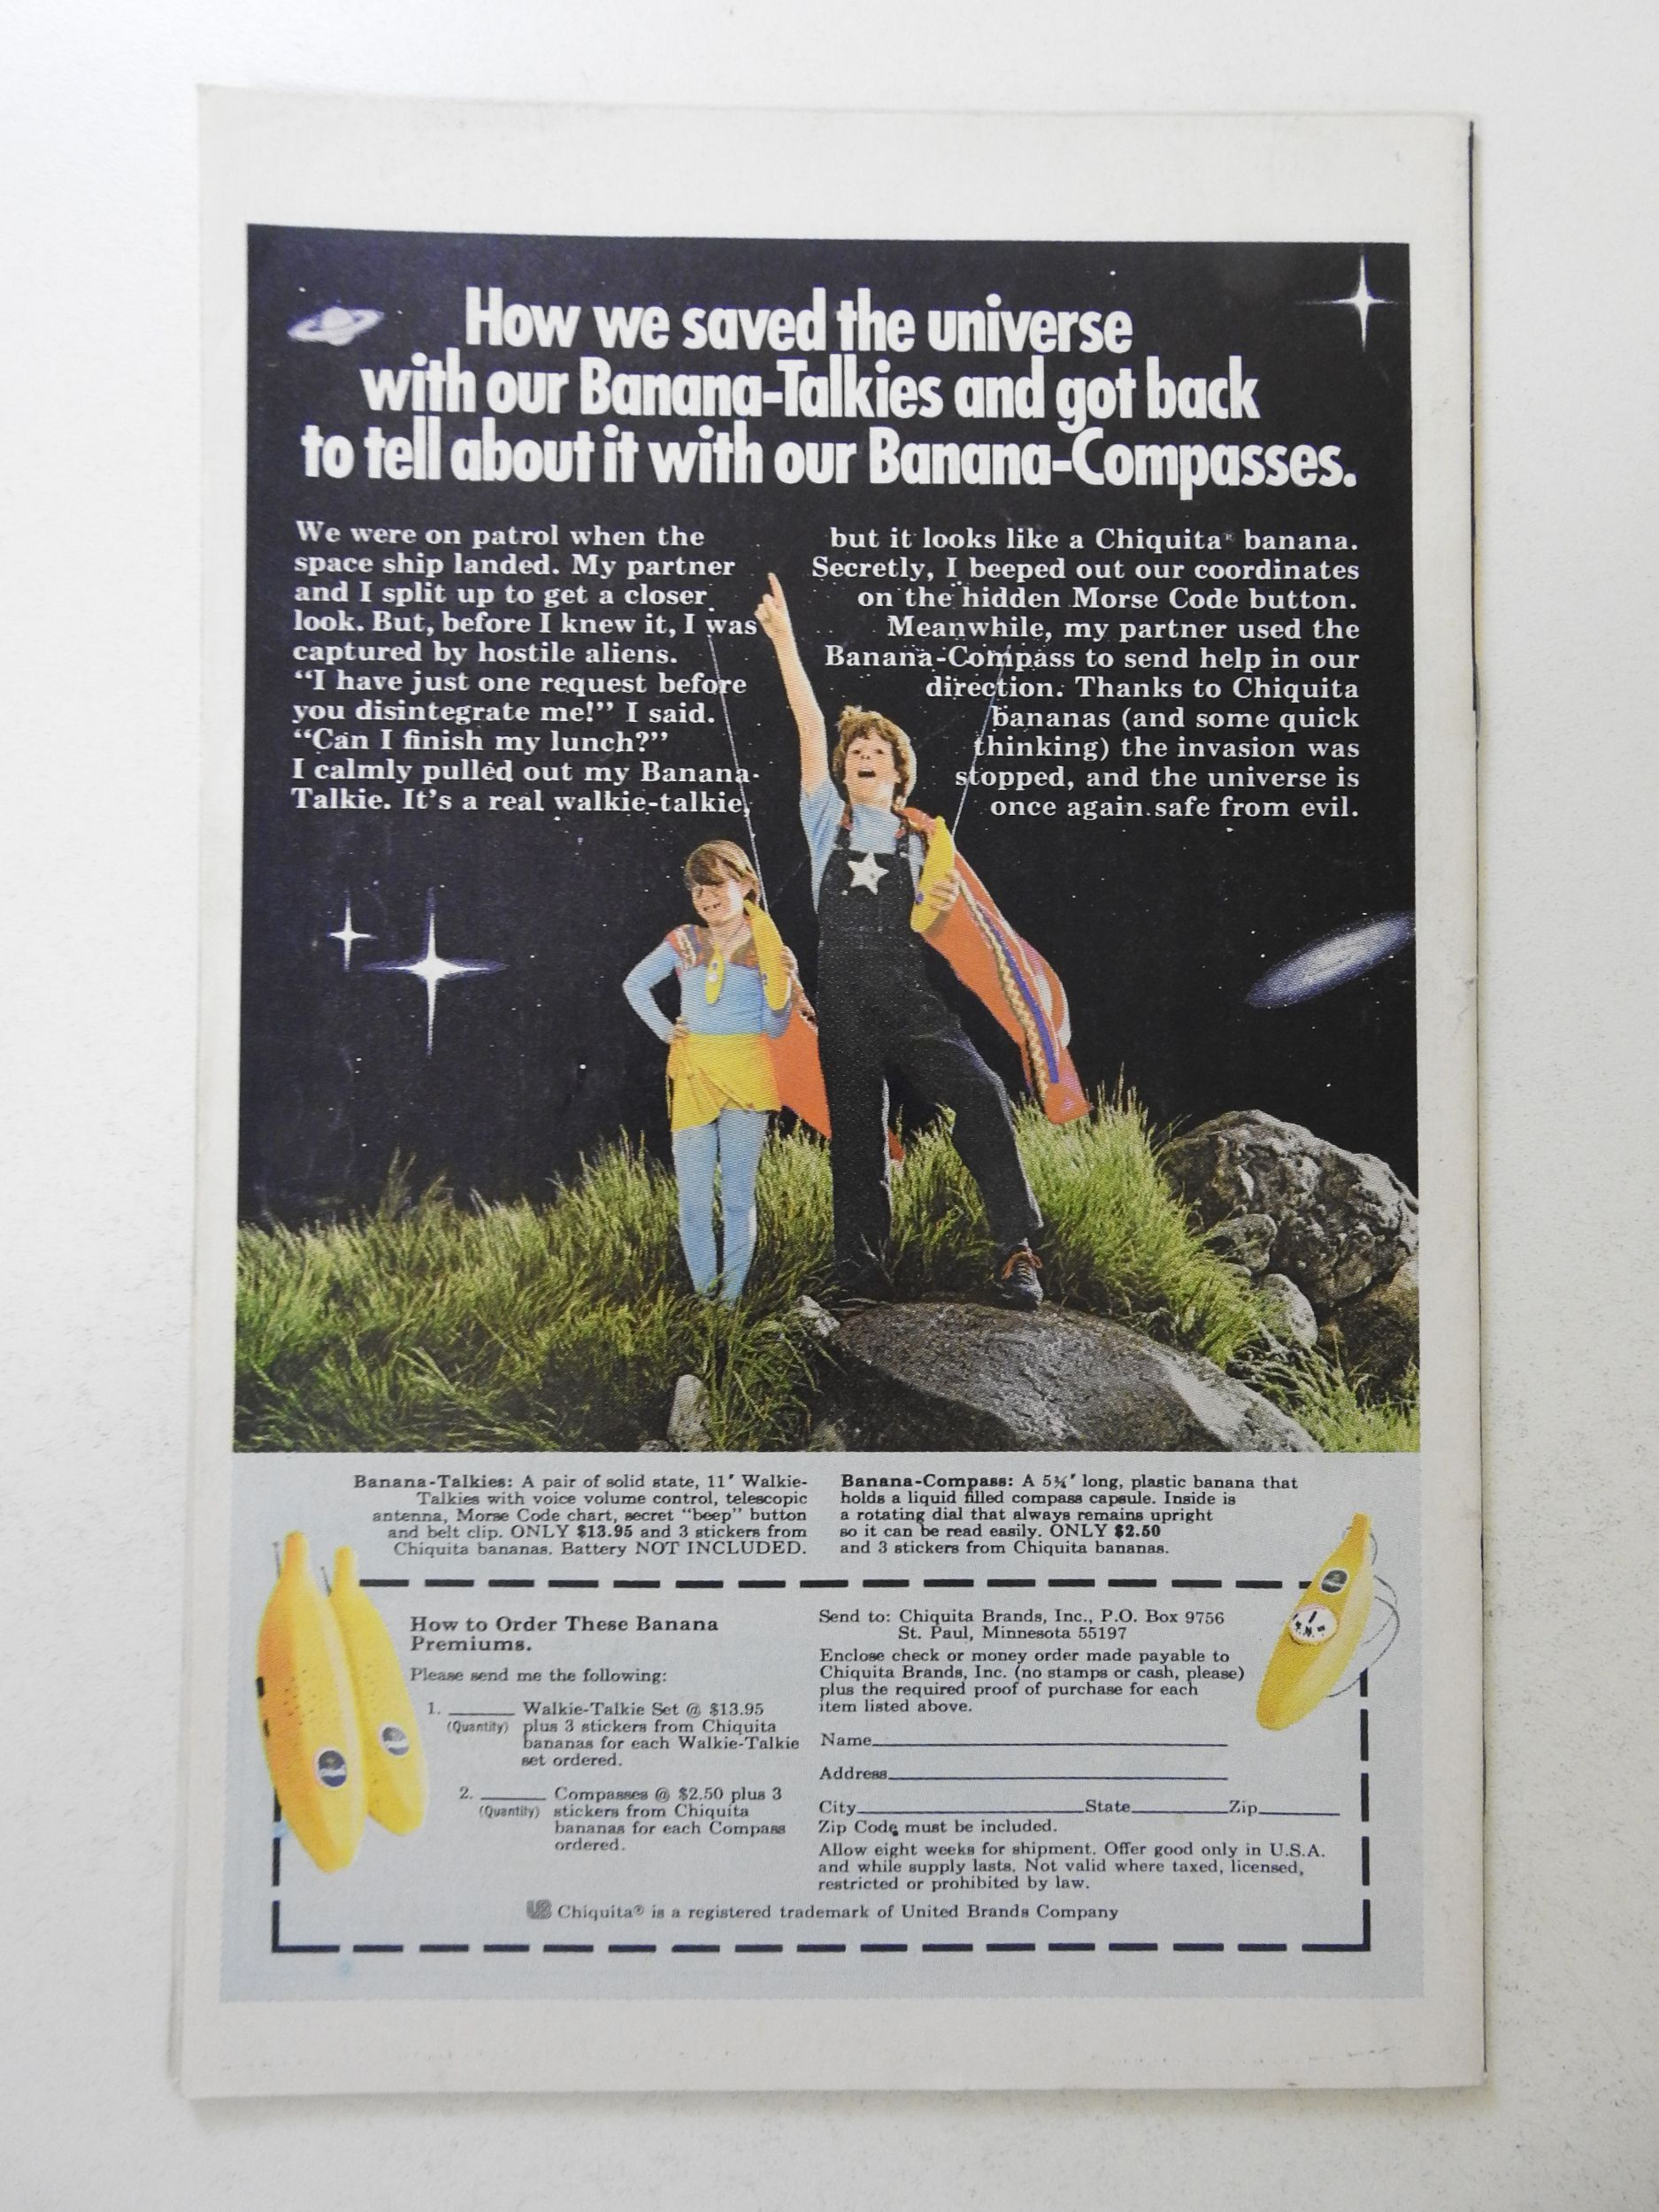 How we saved the universe
with our Banana-Talkies and got back
to tell about it with our Banana-Compasses.
We were on patrol when the
space ship landed. My partner
and I split up to get a closer
look. But, before I knew it, I was
captured by hostile aliens.
“I have just one request before
you disintegrate me!” I said.
“Can I finish my lunch?”
I calmly pulled out my Banana-
Talkie. It’s a real walkie-talkie,
but it looks like a Chiquita® banana.
Secretly, I beeped out our coordinates
on the hidden Morse Code button.
Meanwhile, my partner used the
Banana-Compass to send help in our
direction. Thanks to Chiquita
bananas (and some quick
thinking) the invasion was
stopped, and the universe is
once again safe from evil.
Banana-Talkies: A pair of solid state, 11′ Walkie-
Talkies with voice volume control, telescopic
antenna, Morse Code chart, secret “beep” button
and belt clip. ONLY $13.95 and 3 stickers from
Chiquita bananas. Battery NOT INCLUDED.
Banana-Compass: A 5¾′ long, plastic banana that
holds a liquid filled compass capsule. Inside is
a rotating dial that always remains upright
so it can be read easily. ONLY $2.50
and 3 stickers from Chiquita bananas.
How to Order These Banana
Premiums.
Please send me the following:
1. ______ Walkie-Talkie Set @ $13.95
(Quantity) plus 3 stickers from Chiquita
bananas for each Walkie-Talkie
set ordered.
2. ______ Compasses @ $2.50 plus 3
(Quantity) stickers from Chiquita
bananas for each Compass
ordered.
Send to: Chiquita Brands, Inc., P.O. Box 9756
St. Paul, Minnesota 55197
Enclose check or money order made payable to
Chiquita Brands, Inc. (no stamps or cash, please)
plus the required proof of purchase for each
item listed above.
Name
Address
City State Zip
Zip Code must be included.
Allow eight weeks for shipment. Offer good only in U.S.A.
and while supply lasts. Not valid where taxed, licensed,
restricted or prohibited by law.
Chiquita® is a registered trademark of United Brands Company